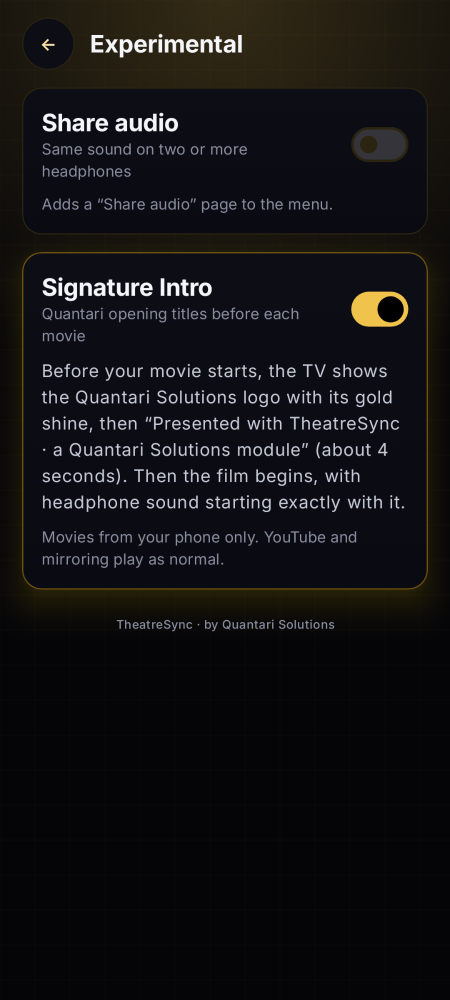 Experimental
Share audio
Same sound on two or more
headphones
Adds a “Share audio” page to the menu.
Signature Intro
Quantari opening titles before each
movie
Before your movie starts, the TV shows
the Quantari Solutions logo with its gold
shine, then “Presented with TheatreSync
· a Quantari Solutions module” (about 4
seconds). Then the film begins, with
headphone sound starting exactly with it.
Movies from your phone only. YouTube and
mirroring play as normal.
TheatreSync · by Quantari Solutions